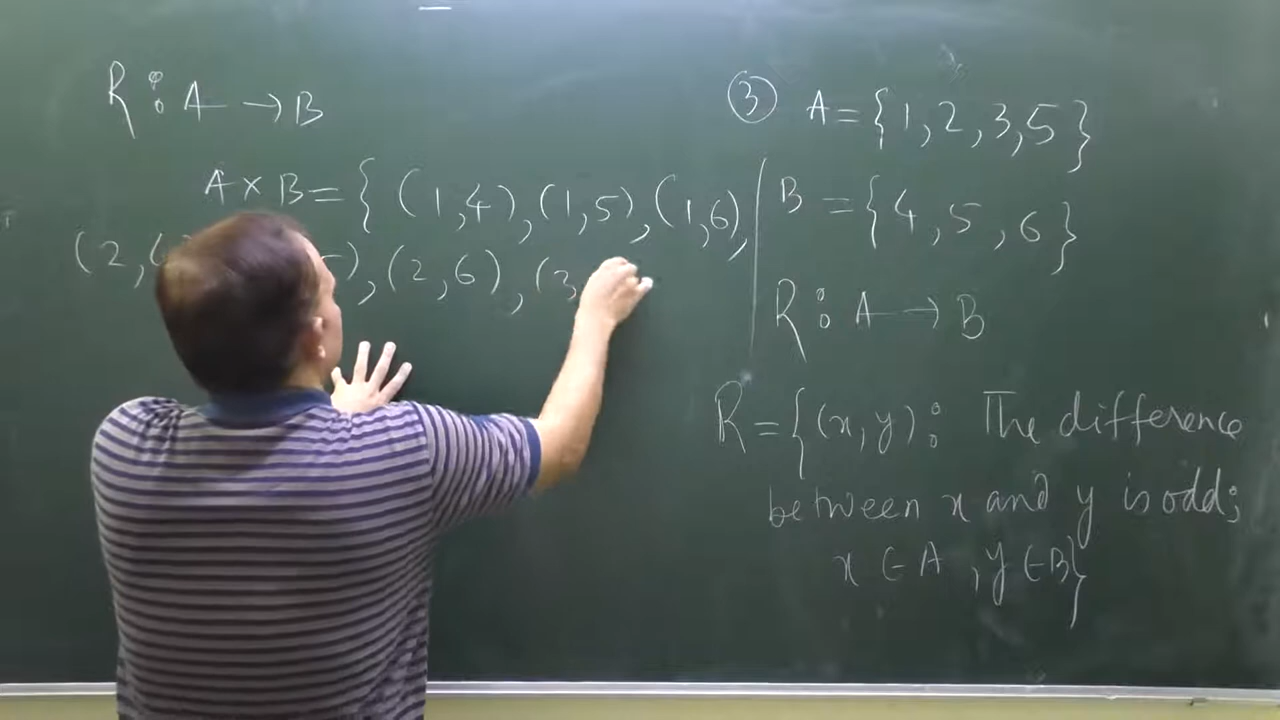 R : A → B
A × B = { (1,4), (1,5), (1,6),
(2, ), (2,6), (3,
③ A = {1,2,3,5}
B = {4,5,6}
R : A → B
R = {(x,y) : The difference
between x and y is odd;
x ∈ A , y ∈ B}